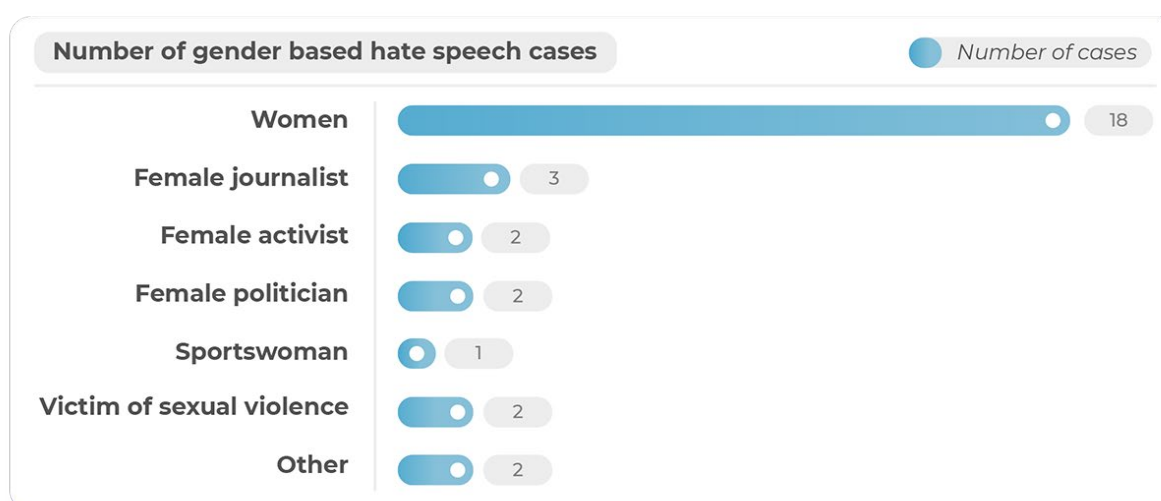 Number of gender based hate speech cases
Number of cases
Women 18
Female journalist 3
Female activist 2
Female politician 2
Sportswoman 1
Victim of sexual violence 2
Other 2